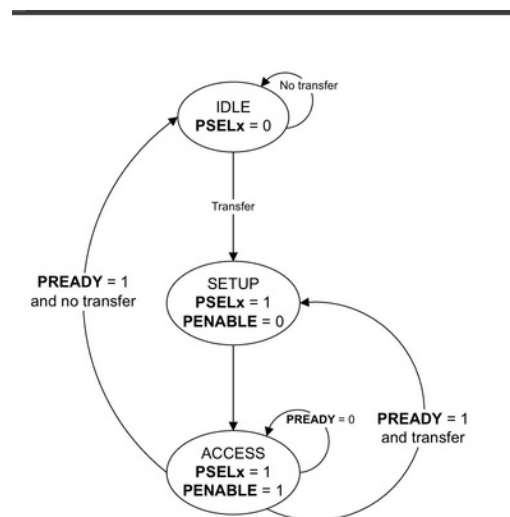 No transfer
IDLE
PSELx = 0
Transfer
SETUP
PSELx = 1
PENABLE = 0
PREADY = 1
and no transfer
PREADY = 0
PREADY = 1
and transfer
ACCESS
PSELx = 1
PENABLE = 1